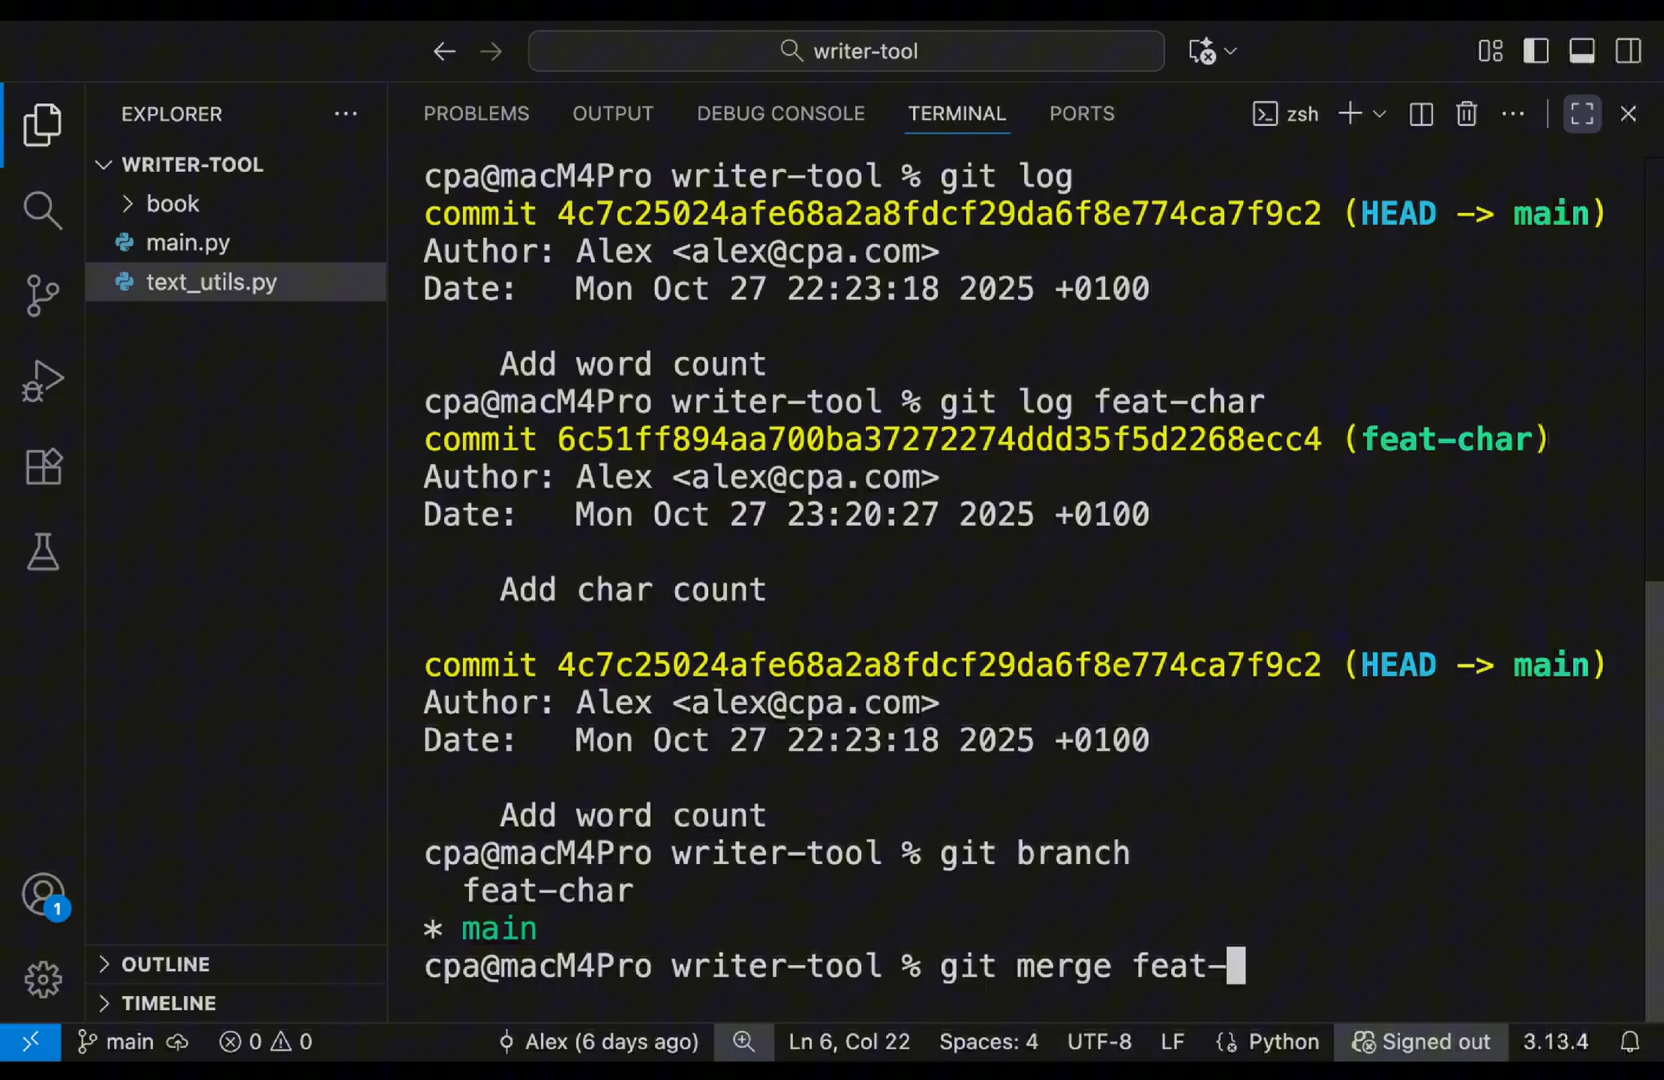 writer-tool
EXPLORER
PROBLEMS OUTPUT DEBUG CONSOLE TERMINAL PORTS
zsh
WRITER-TOOL
book
main.py
text_utils.py
cpa@macM4Pro writer-tool % git log
commit 4c7c25024afe68a2a8fdcf29da6f8e774ca7f9c2 (HEAD -> main)
Author: Alex <alex@cpa.com>
Date:   Mon Oct 27 22:23:18 2025 +0100
Add word count
cpa@macM4Pro writer-tool % git log feat-char
commit 6c51ff894aa700ba37272274ddd35f5d2268ecc4 (feat-char)
Author: Alex <alex@cpa.com>
Date:   Mon Oct 27 23:20:27 2025 +0100
Add char count
commit 4c7c25024afe68a2a8fdcf29da6f8e774ca7f9c2 (HEAD -> main)
Author: Alex <alex@cpa.com>
Date:   Mon Oct 27 22:23:18 2025 +0100
Add word count
cpa@macM4Pro writer-tool % git branch
feat-char
* main
cpa@macM4Pro writer-tool % git merge feat-
1
OUTLINE
TIMELINE
main 0 0 Alex (6 days ago) Ln 6, Col 22 Spaces: 4 UTF-8 LF Python Signed out 3.13.4